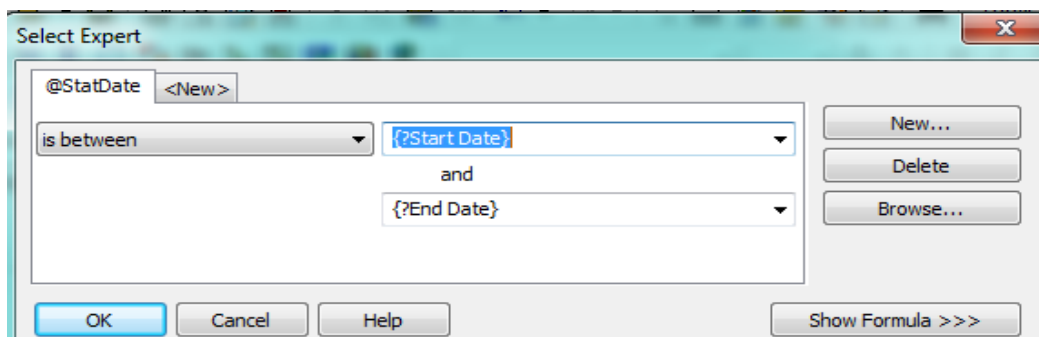 Select Expert
@StatDate <New>
is between {?Start Date} New...
and Delete
{?End Date} Browse...
OK Cancel Help Show Formula >>>